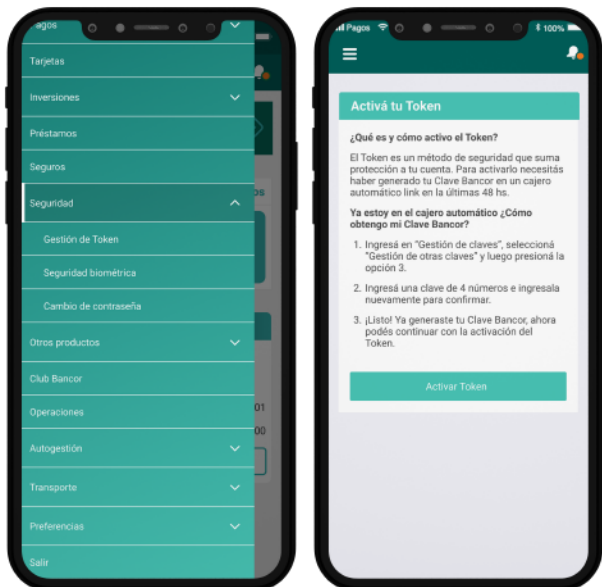 agos
Tarjetas
Inversiones
Préstamos
Seguros
Seguridad
Gestión de Token
Seguridad biométrica
Cambio de contraseña
Otros productos
Club Bancor
Operaciones
Autogestión
Transporte
Preferencias
Salir
os
01
00
Pagos
100%
Activá tu Token
¿Qué es y cómo activo el Token?
El Token es un método de seguridad que suma
protección a tu cuenta. Para activarlo necesitás
haber generado tu Clave Bancor en un cajero
automático link en la últimas 48 hs.
Ya estoy en el cajero automático ¿Cómo
obtengo mi Clave Bancor?
1. Ingresá en "Gestión de claves", seleccioná
"Gestión de otras claves" y luego presioná la
opción 3.
2. Ingresá una clave de 4 números e ingresala
nuevamente para confirmar.
3. ¡Listo! Ya generaste tu Clave Bancor, ahora
podés continuar con la activación del
Token.
Activar Token